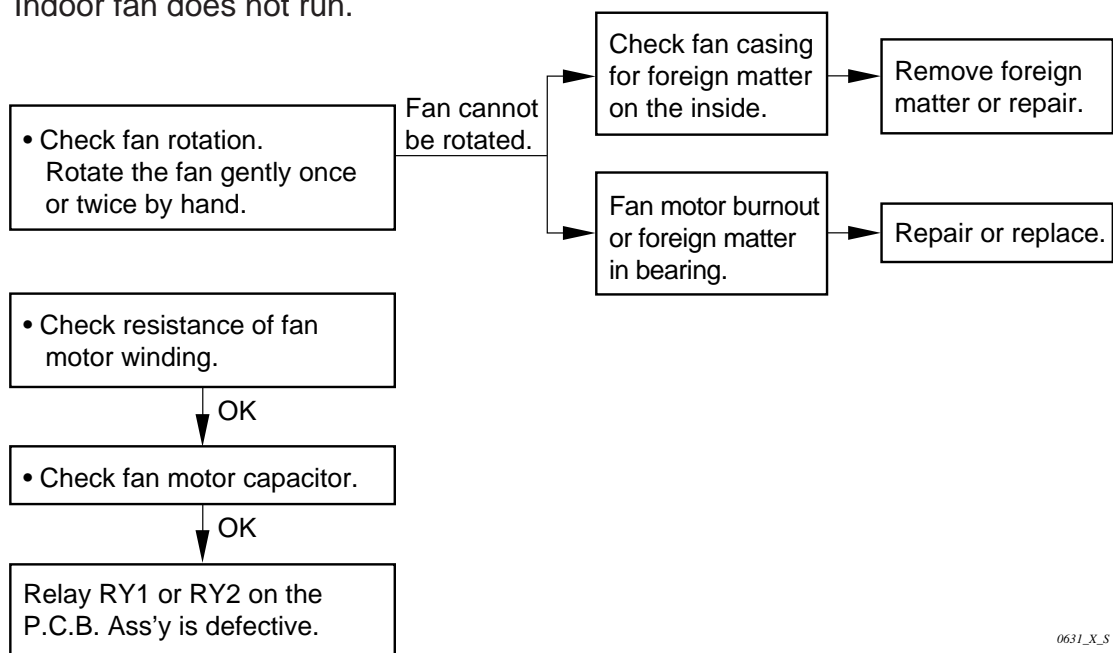 Indoor fan does not run.
• Check fan rotation.
Rotate the fan gently once
or twice by hand.
Fan cannot
be rotated.
Check fan casing
for foreign matter
on the inside.
Remove foreign
matter or repair.
Fan motor burnout
or foreign matter
in bearing.
Repair or replace.
• Check resistance of fan
motor winding.
OK
• Check fan motor capacitor.
OK
Relay RY1 or RY2 on the
P.C.B. Ass'y is defective.
0631_X_S